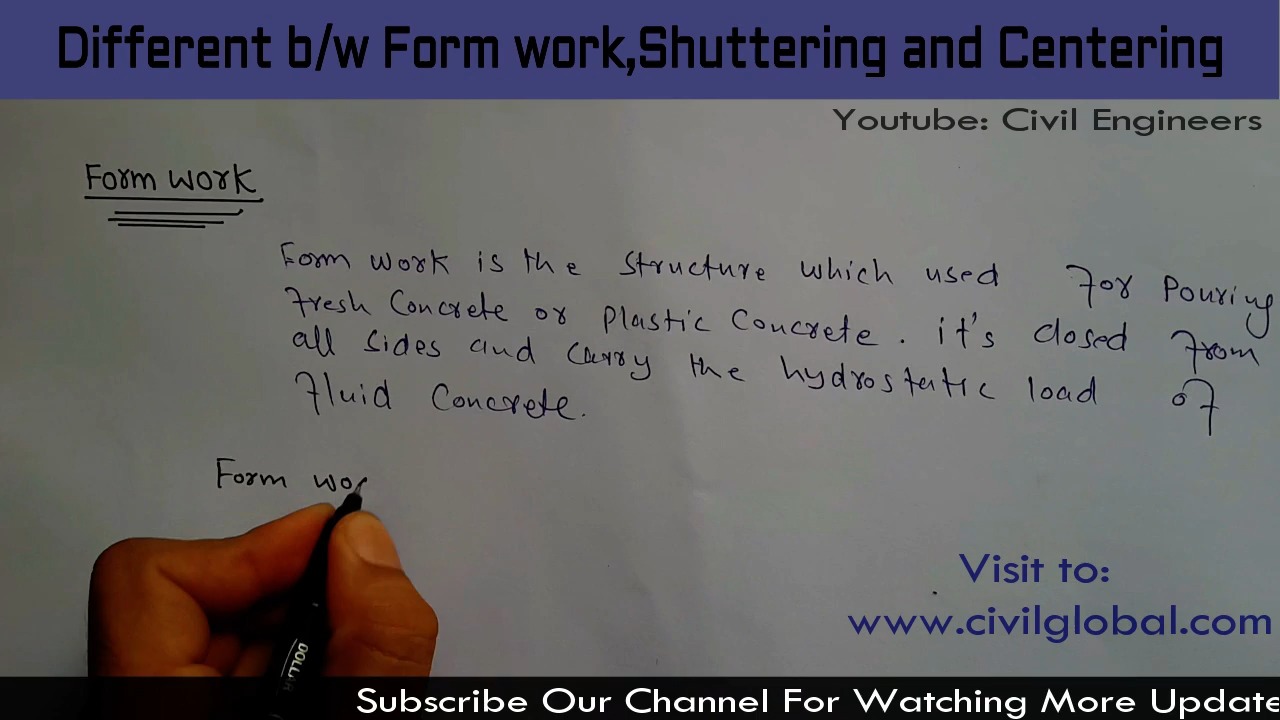 Different b/w Form work,Shuttering and Centering
Youtube: Civil Engineers
Form work
Form work is the structure which used for pouring
fresh concrete or plastic concrete. it's closed from
all sides and carry the hydrostatic load of
fluid concrete.
Form wor
DOLLAR
Visit to:
www.civilglobal.com
Subscribe Our Channel For Watching More Update